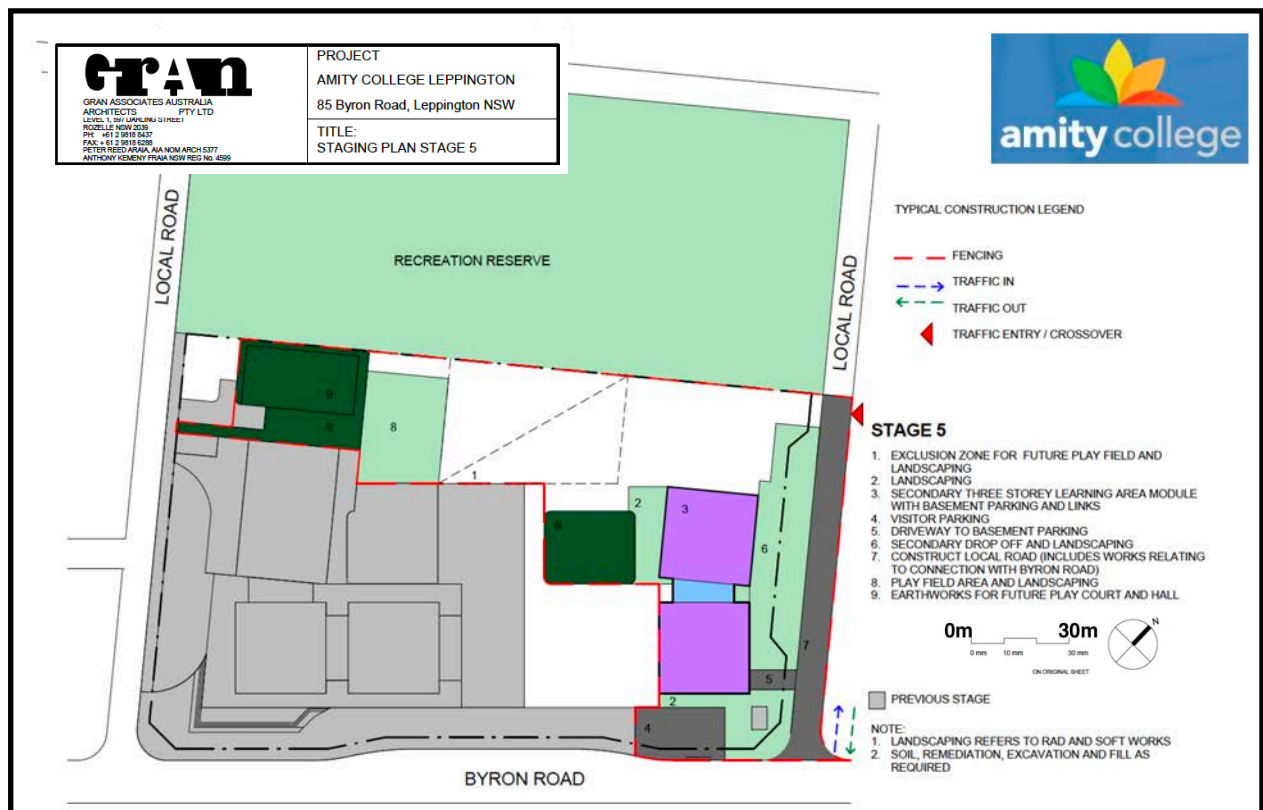 Gran
GRAN ASSOCIATES AUSTRALIA
ARCHITECTS PTY LTD
LEVEL 1, 597 DARLING STREET
ROZELLE NSW 2039
PH: +61 2 9818 8437
FAX: + 61 2 9818 6288
PETER REED ARAIA, AIA NOM ARCH 5377
ANTHONY KEMENY FRAIA NSW REG No. 4599
PROJECT
AMITY COLLEGE LEPPINGTON
85 Byron Road, Leppington NSW
TITLE:
STAGING PLAN STAGE 5
amity college
LOCAL ROAD
RECREATION RESERVE
LOCAL ROAD
TYPICAL CONSTRUCTION LEGEND
FENCING
TRAFFIC IN
TRAFFIC OUT
TRAFFIC ENTRY / CROSSOVER
9
9
8
1
9
2
3
6
7
5
2
4
BYRON ROAD
STAGE 5
1. EXCLUSION ZONE FOR FUTURE PLAY FIELD AND
LANDSCAPING
2. LANDSCAPING
3. SECONDARY THREE STOREY LEARNING AREA MODULE
WITH BASEMENT PARKING AND LINKS
4. VISITOR PARKING
5. DRIVEWAY TO BASEMENT PARKING
6. SECONDARY DROP OFF AND LANDSCAPING
7. CONSTRUCT LOCAL ROAD (INCLUDES WORKS RELATING
TO CONNECTION WITH BYRON ROAD)
8. PLAY FIELD AREA AND LANDSCAPING
9. EARTHWORKS FOR FUTURE PLAY COURT AND HALL
0m 30m
0 mm 10 mm 30 mm
ON ORIGINAL SHEET
N
PREVIOUS STAGE
NOTE:
1. LANDSCAPING REFERS TO RAD AND SOFT WORKS
2. SOIL, REMEDIATION, EXCAVATION AND FILL AS
REQUIRED